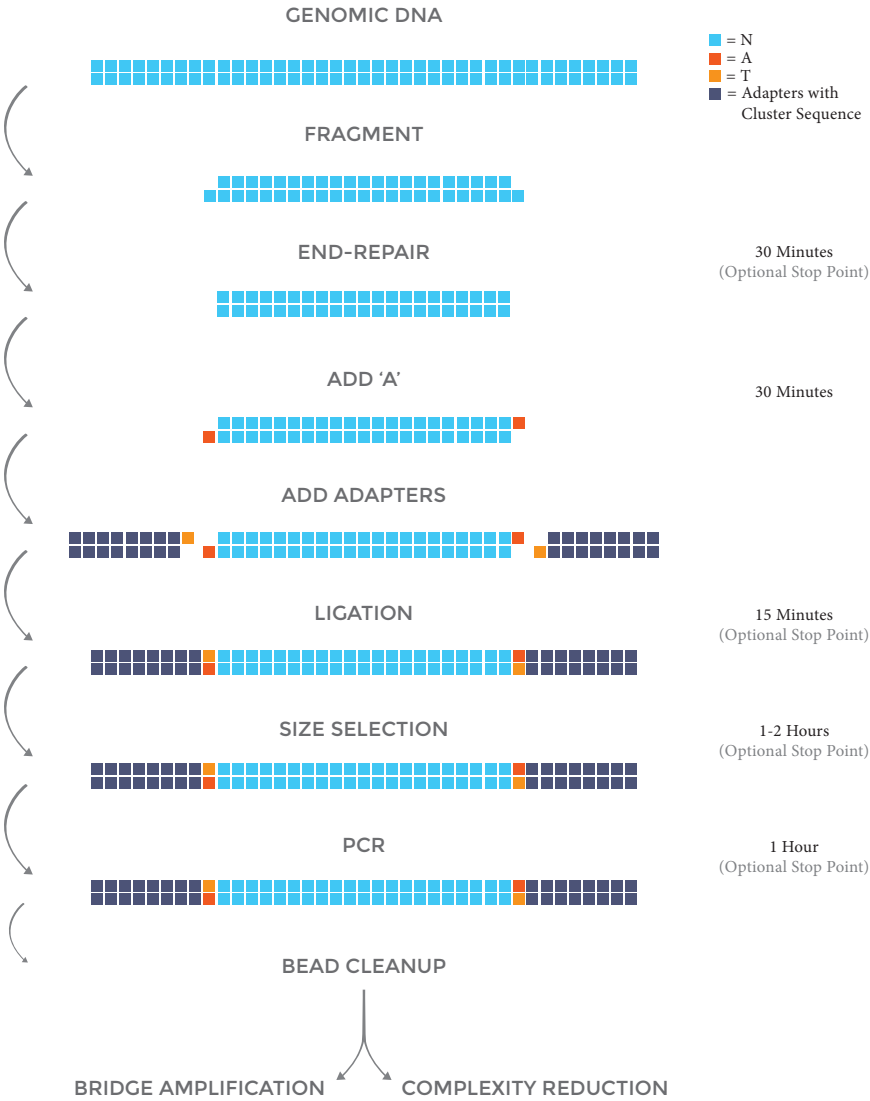 GENOMIC DNA
= N
= A
= T
= Adapters with
Cluster Sequence
FRAGMENT
END-REPAIR
30 Minutes
(Optional Stop Point)
ADD ‘A’
30 Minutes
ADD ADAPTERS
LIGATION
15 Minutes
(Optional Stop Point)
SIZE SELECTION
1-2 Hours
(Optional Stop Point)
PCR
1 Hour
(Optional Stop Point)
BEAD CLEANUP
BRIDGE AMPLIFICATION
COMPLEXITY REDUCTION